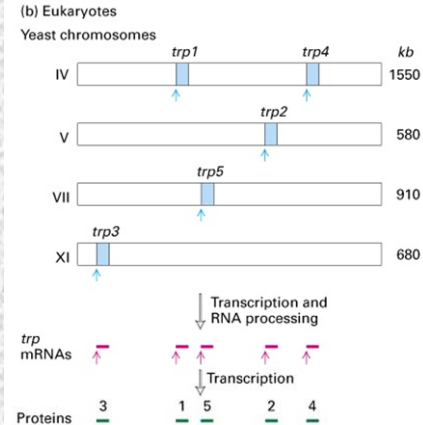 (b) Eukaryotes
Yeast chromosomes
trp1 trp4 kb
IV 1550
trp2
V 580
trp5
VII 910
trp3
XI 680
Transcription and
RNA processing
trp
mRNAs
Transcription
3 1 5 2 4
Proteins